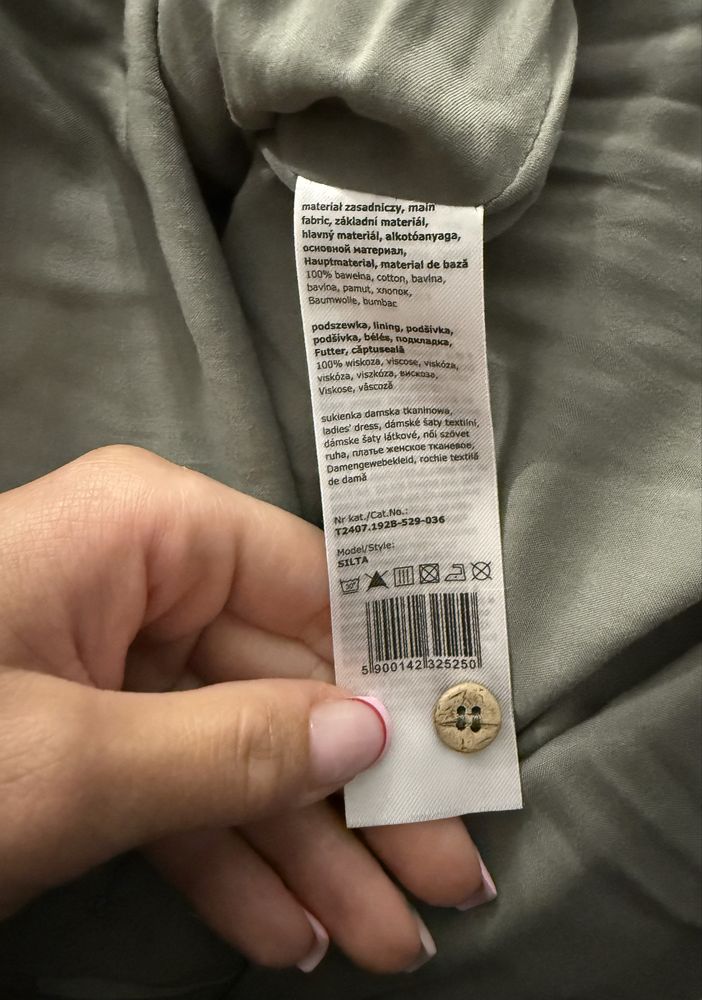 materiał zasadniczy, main
fabric, základní materiál,
hlavný materiál, alkotóanyaga,
основной материал,
Hauptmaterial, material de bază
100% bawełna, cotton, bavlna,
bavlna, pamut, хлопок,
Baumwolle, bumbac
podszewka, lining, podšívka,
podšívka, bélés, подкладка,
Futter, căptuseală
100% wiskoza, viscose, viskóza,
viskóza, viszkóza, вискоза,
Viskose, vâscoză
sukienka damska tkaninowa,
ladies' dress, dámské šaty textilní,
dámske šaty látkové, női szövet
ruha, платье женское тканевое,
Damengewebekleid, rochie textilă
de damă
Nr kat./Cat.No.:
T2407.192B-529-036
Model/Style:
SILTA
30°
5 900142 325250